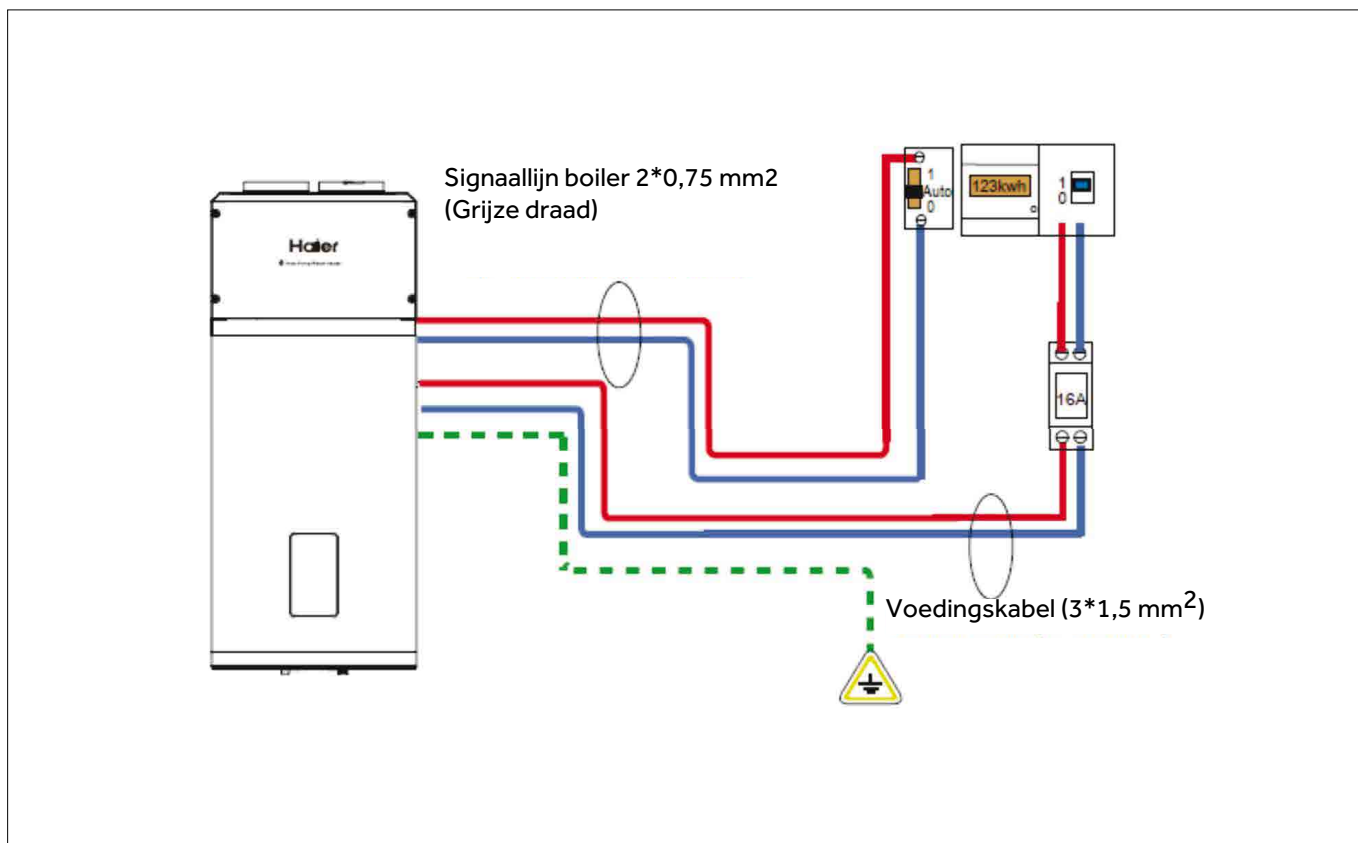 Signaallijn boiler 2*0,75 mm2
(Grijze draad)
1
Auto
0
123kwh
1
0
Haier
16A
Voedingskabel (3*1,5 mm²)